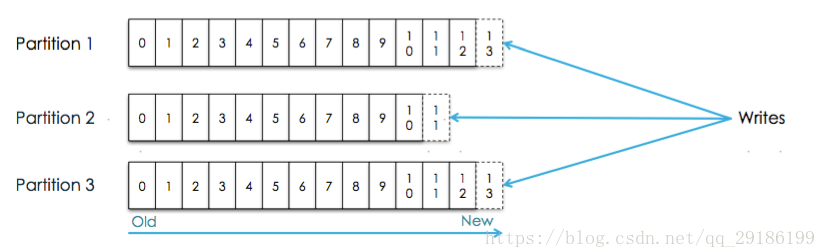 Partition 1 0 1 2 3 4 5 6 7 8 9 10 11 12 13
Partition 2 0 1 2 3 4 5 6 7 8 9 10 11 Writes
Partition 3 0 1 2 3 4 5 6 7 8 9 10 11 12 13
Old New
https://blog.csdn.net/qq_29186199